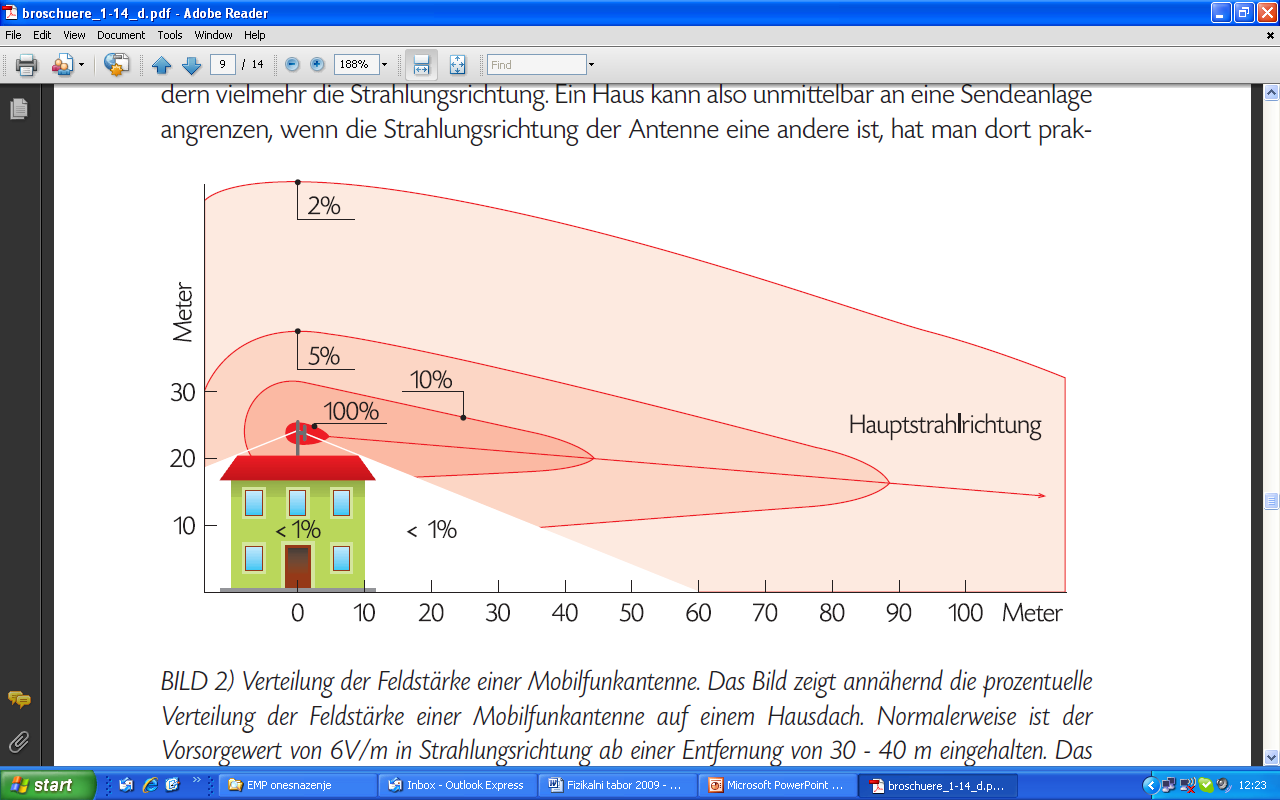 broschuere_1-14_d.pdf - Adobe Reader
File Edit View Document Tools Window Help
9 / 14 188% Find
dern vielmehr die Strahlungsrichtung. Ein Haus kann also unmittelbar an eine Sendeanlage
angrenzen, wenn die Strahlungsrichtung der Antenne eine andere ist, hat man dort prak-
2%
Meter
5%
10%
30
100%
Hauptstrahlrichtung
20
10
< 1%
< 1%
0 10 20 30 40 50 60 70 80 90 100 Meter
BILD 2) Verteilung der Feldstärke einer Mobilfunkantenne. Das Bild zeigt annähernd die prozentuelle
Verteilung der Feldstärke einer Mobilfunkantenne auf einem Hausdach. Normalerweise ist der
Vorsorgewert von 6V/m in Strahlungsrichtung ab einer Entfernung von 30 - 40 m eingehalten. Das
start EMP onesnazenje Inbox - Outlook Express Fizikalni tabor 2009 - ... Microsoft PowerPoint ... broschuere_1-14_d.p... 12:23